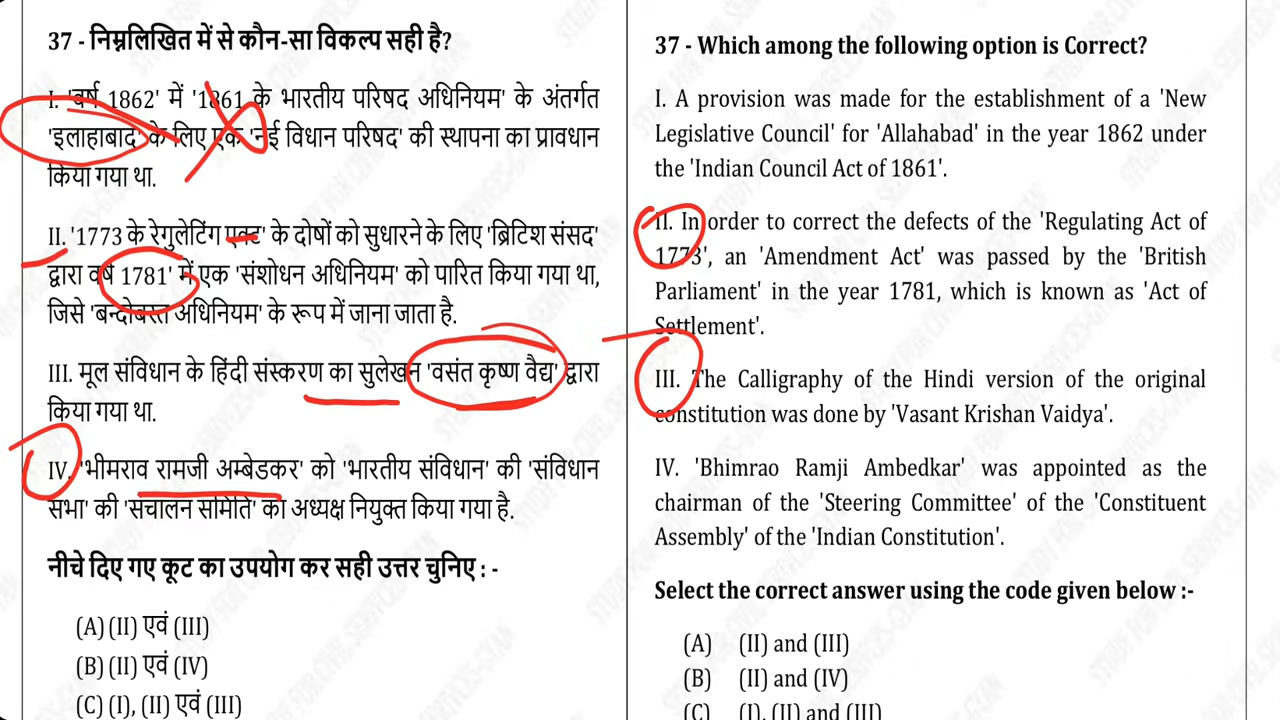 37 - निम्नलिखित में से कौन-सा विकल्प सही है?
I. 'वर्ष 1862' में '1861 के भारतीय परिषद अधिनियम' के अंतर्गत
'इलाहाबाद' के लिए एक 'नई विधान परिषद' की स्थापना का प्रावधान
किया गया था.
II. '1773 के रेगुलेटिंग एक्ट' के दोषों को सुधारने के लिए 'ब्रिटिश संसद'
द्वारा वर्ष 1781' में एक 'संशोधन अधिनियम' को पारित किया गया था,
जिसे 'बन्दोबस्त अधिनियम' के रूप में जाना जाता है.
III. मूल संविधान के हिंदी संस्करण का सुलेखन 'वसंत कृष्ण वैद्य' द्वारा
किया गया था.
IV. 'भीमराव रामजी अम्बेडकर' को 'भारतीय संविधान' की 'संविधान
सभा' की 'संचालन समिति' का अध्यक्ष नियुक्त किया गया है.
नीचे दिए गए कूट का उपयोग कर सही उत्तर चुनिए : -
(A) (II) एवं (III)
(B) (II) एवं (IV)
(C) (I), (II) एवं (III)
37 - Which among the following option is Correct?
I. A provision was made for the establishment of a 'New
Legislative Council' for 'Allahabad' in the year 1862 under
the 'Indian Council Act of 1861'.
II. In order to correct the defects of the 'Regulating Act of
1773', an 'Amendment Act' was passed by the 'British
Parliament' in the year 1781, which is known as 'Act of
Settlement'.
III. The Calligraphy of the Hindi version of the original
constitution was done by 'Vasant Krishan Vaidya'.
IV. 'Bhimrao Ramji Ambedkar' was appointed as the
chairman of the 'Steering Committee' of the 'Constituent
Assembly' of the 'Indian Constitution'.
Select the correct answer using the code given below :-
(A) (II) and (III)
(B) (II) and (IV)
(C) (I), (II) and (III)